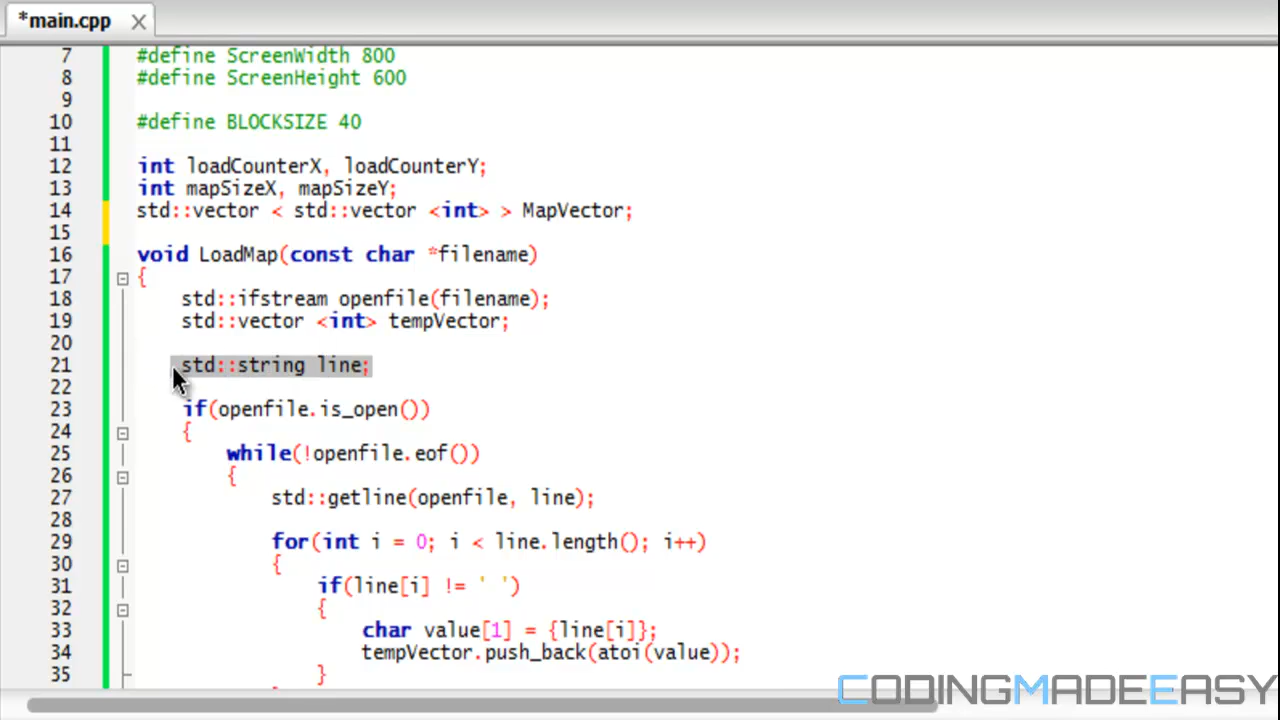 *main.cpp
7 #define ScreenWidth 800
8 #define ScreenHeight 600
9
10 #define BLOCKSIZE 40
11
12 int loadCounterX, loadCounterY;
13 int mapSizeX, mapSizeY;
14 std::vector < std::vector <int> > MapVector;
15
16 void LoadMap(const char *filename)
17 {
18 std::ifstream openfile(filename);
19 std::vector <int> tempVector;
20
21 std::string line;
22
23 if(openfile.is_open())
24 {
25 while(!openfile.eof())
26 {
27 std::getline(openfile, line);
28
29 for(int i = 0; i < line.length(); i++)
30 {
31 if(line[i] != ' ')
32 {
33 char value[1] = {line[i]};
34 tempVector.push_back(atoi(value));
35 }
CODINGMADEEASY